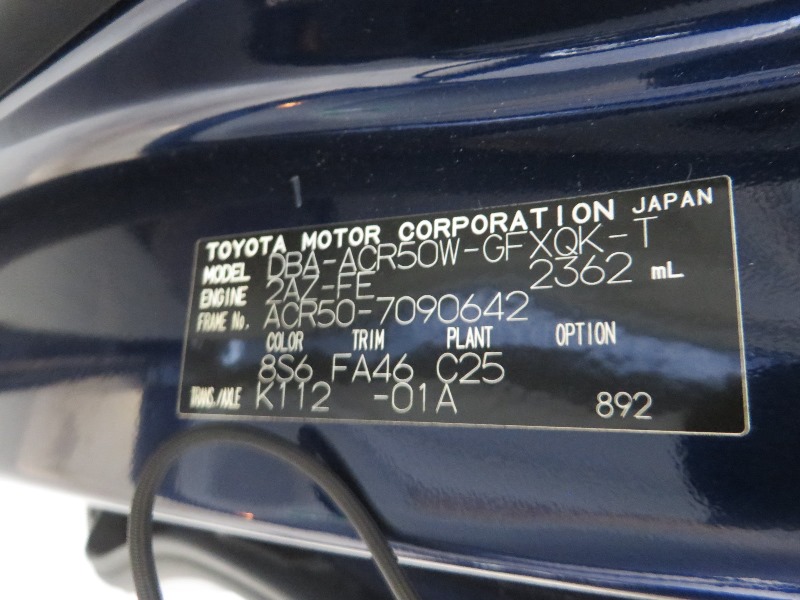 TOYOTA MOTOR CORPORATION JAPAN
MODEL DBA-ACR50W-GFXQK-T
ENGINE 2AZ-FE 2362 mL
FRAME No. ACR50-7090642
COLOR TRIM PLANT OPTION
8S6 FA46 C25
TRANS./AXLE K112 -01A 892